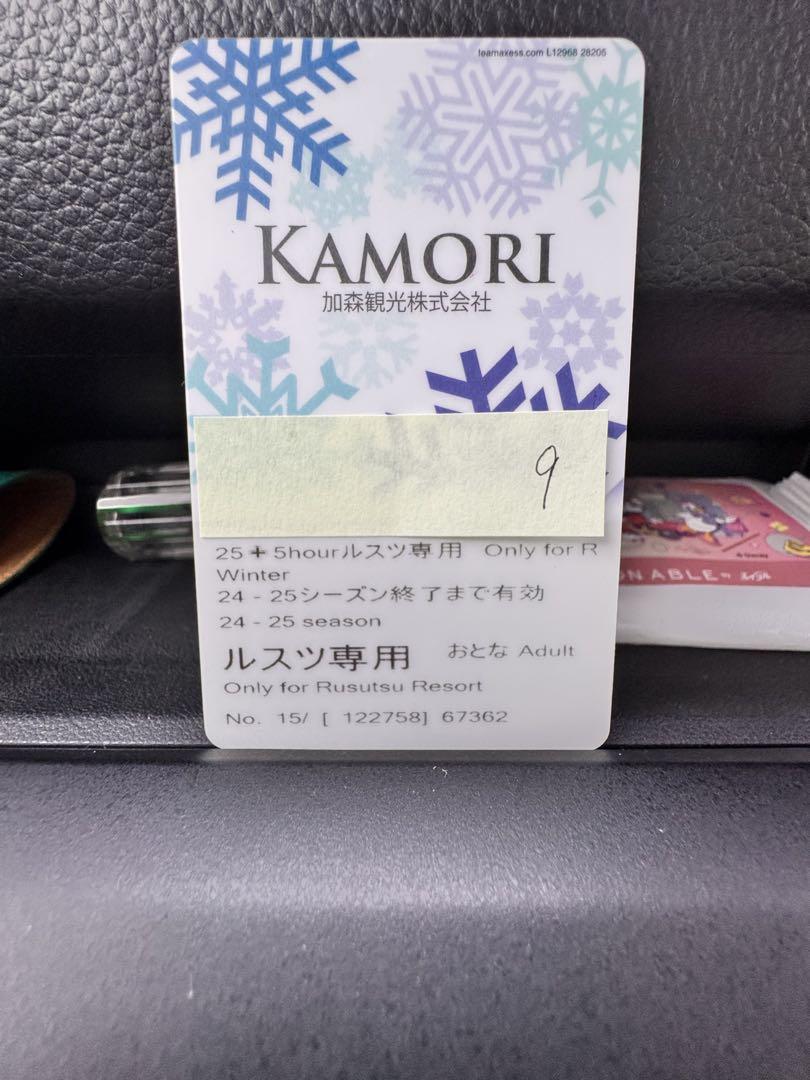 teamaxess.com L12968 28205
KAMORI
加森観光株式会社
9
25+5hourルスツ専用 Only for R
Winter
24 - 25シーズン終了まで有効
24 - 25 season
ルスツ専用 おとな Adult
Only for Rusutsu Resort
No. 15/ [ 122758] 67362
ON ABLE